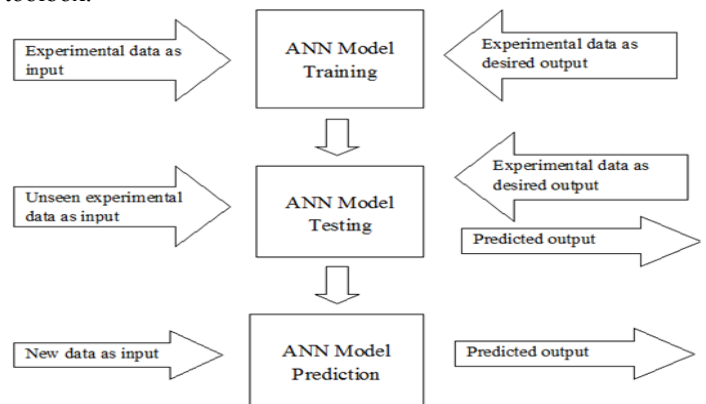 Experimental data as
input
ANN Model
Training
Experimental data as
desired output
Unseen experimental
data as input
ANN Model
Testing
Experimental data as
desired output
Predicted output
New data as input
ANN Model
Prediction
Predicted output